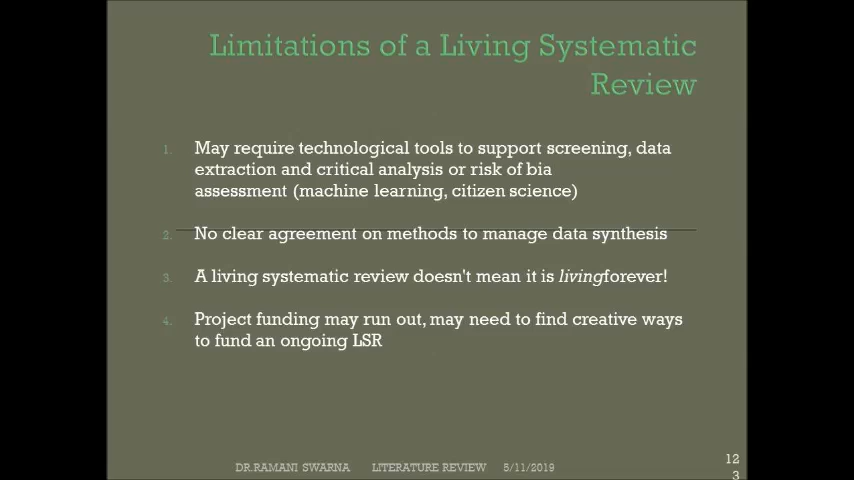 Limitations of a Living Systematic
Review
1. May require technological tools to support screening, data
extraction and critical analysis or risk of bia
assessment (machine learning, citizen science)
2. No clear agreement on methods to manage data synthesis
3. A living systematic review doesn't mean it is livingforever!
4. Project funding may run out, may need to find creative ways
to fund an ongoing LSR
DR.RAMANI SWARNA LITERATURE REVIEW 5/11/2019
12
3